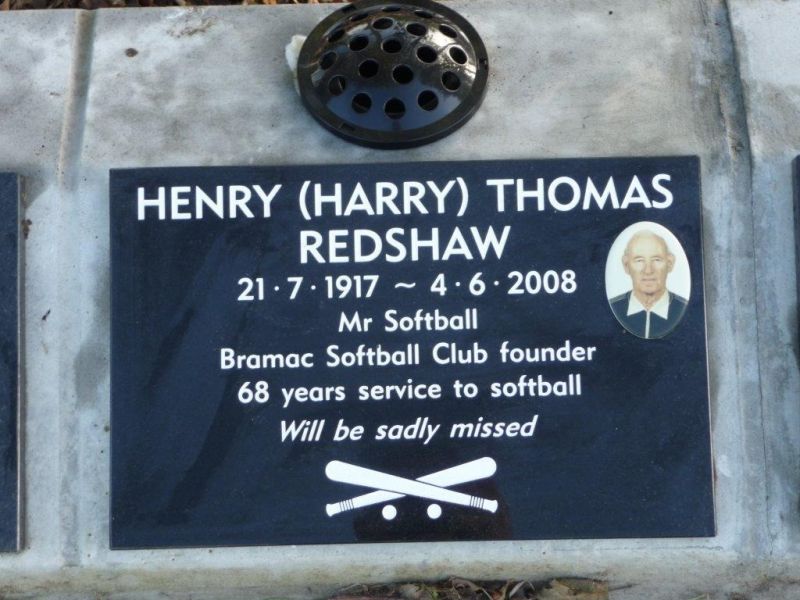 HENRY (HARRY) THOMAS
REDSHAW
21·7·1917 ~ 4·6·2008
Mr Softball
Bramac Softball Club founder
68 years service to softball
Will be sadly missed